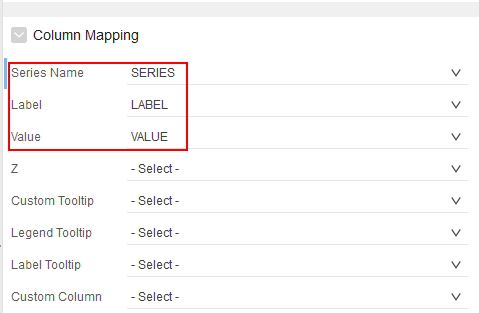 Column Mapping
Series Name SERIES
Label LABEL
Value VALUE
Z - Select -
Custom Tooltip - Select -
Legend Tooltip - Select -
Label Tooltip - Select -
Custom Column - Select -